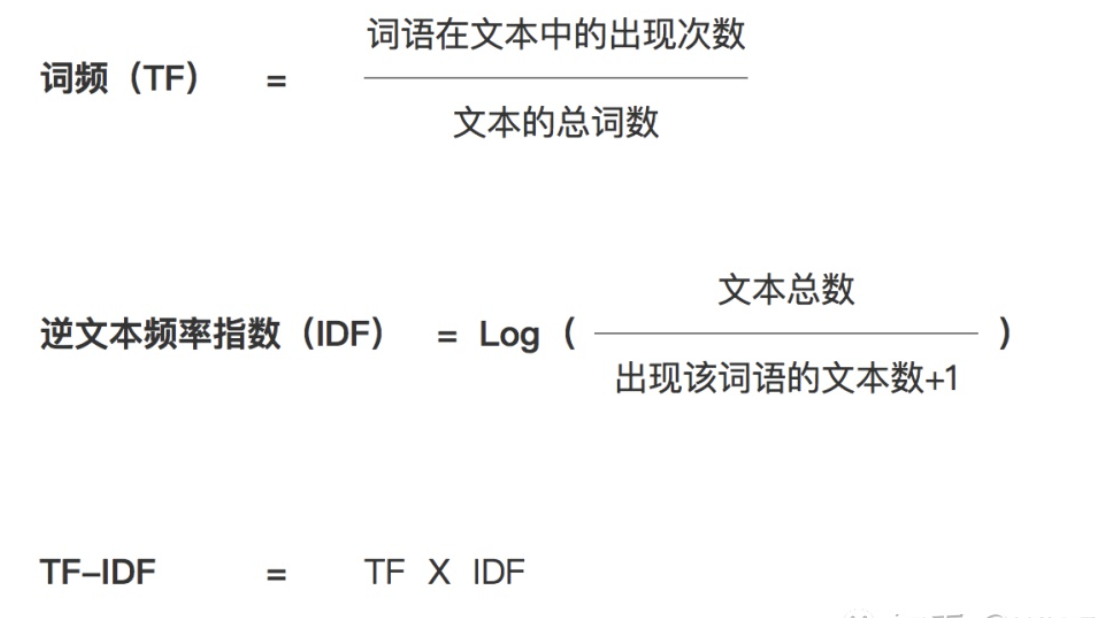 词语在文本中的出现次数
词频（TF） =
文本的总词数
文本总数
逆文本频率指数（IDF） = Log (     )
出现该词语的文本数+1
TF-IDF = TF X IDF